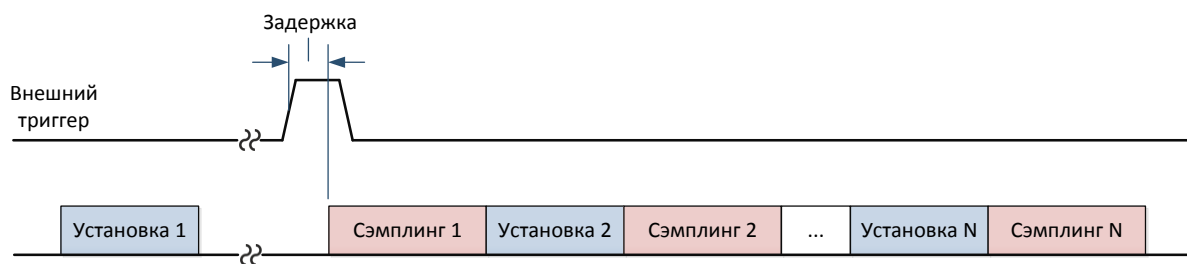 Задержка
Внешний
триггер
Установка 1
Сэмплинг 1
Установка 2
Сэмплинг 2
...
Установка N
Сэмплинг N